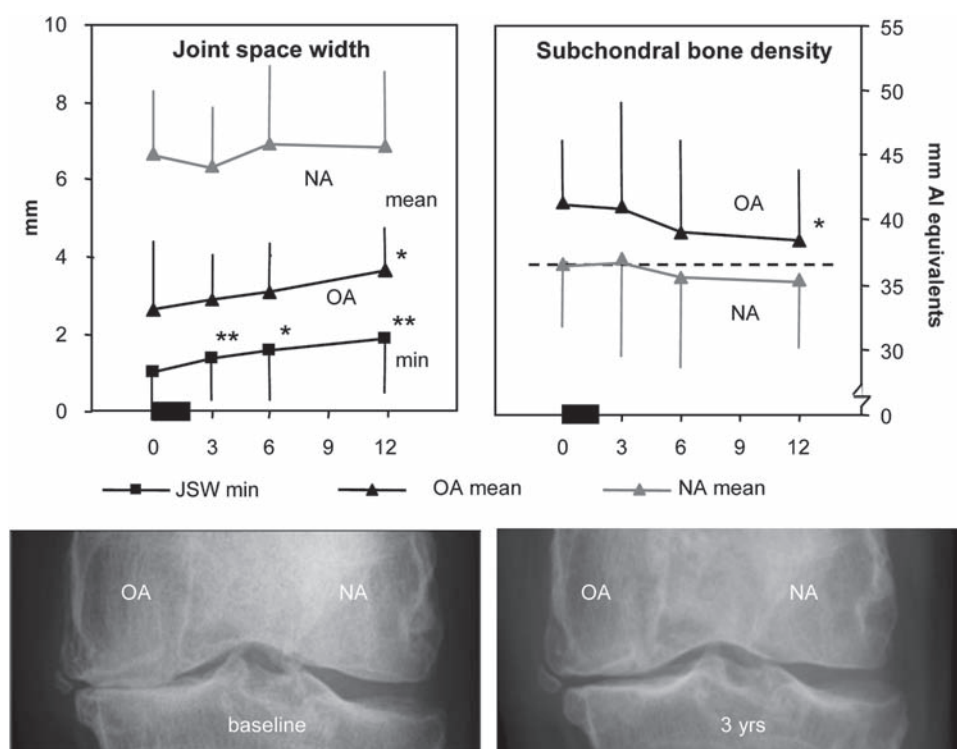 Joint space width
10
8
6
4
2
0
mm
NA
mean
*
OA
** * **
min
0 3 6 9 12
Subchondral bone density
55
50
45
40
35
30
0
mm Al equivalents
OA
*
NA
0 3 6 9 12
JSW min OA mean NA mean
OA NA
baseline
OA NA
3 yrs